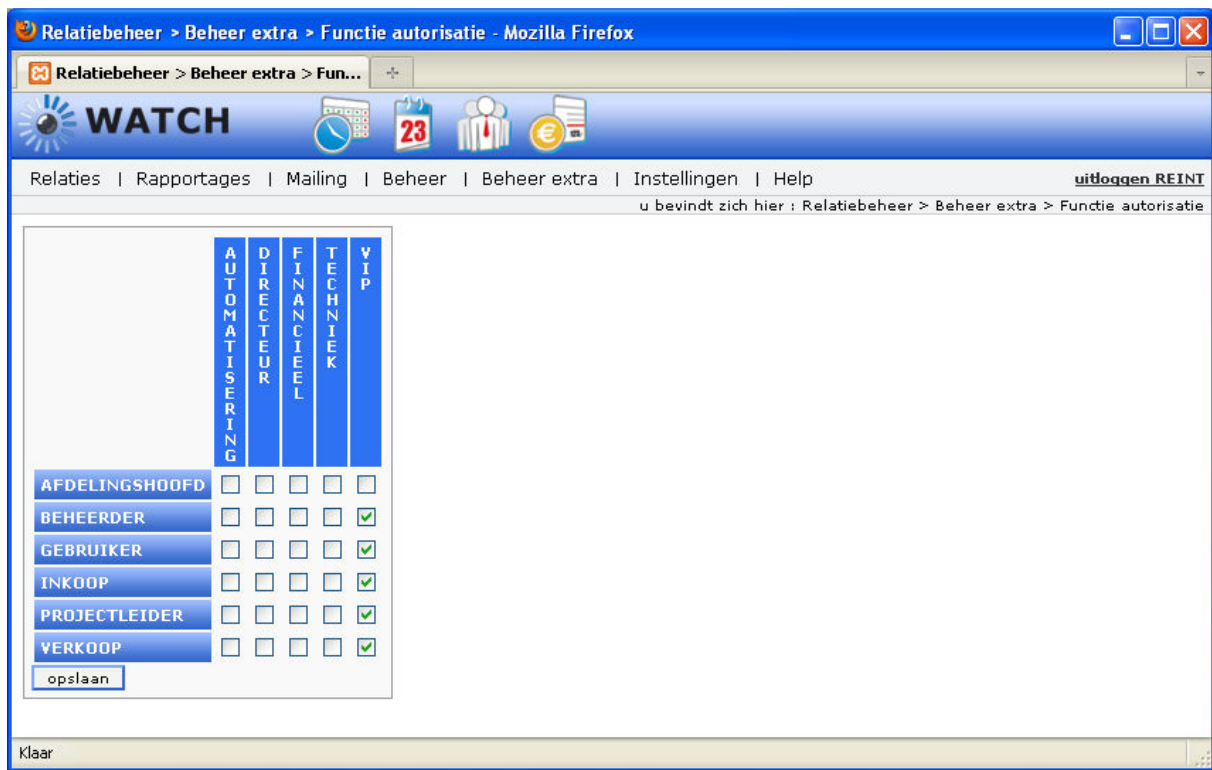 Relatiebeheer > Beheer extra > Functie autorisatie - Mozilla Firefox
Relatiebeheer > Beheer extra > Fun...
WATCH
23
Relaties | Rapportages | Mailing | Beheer | Beheer extra | Instellingen | Help
uitloggen REINT
u bevindt zich hier : Relatiebeheer > Beheer extra > Functie autorisatie
AUTOMATISERING
DIRECTEUR
FINANCIEEL
TECHNIEK
VIP
AFDELINGSHOOFD
BEHEERDER
GEBRUIKER
INKOOP
PROJECTLEIDER
VERKOOP
opslaan
Klaar